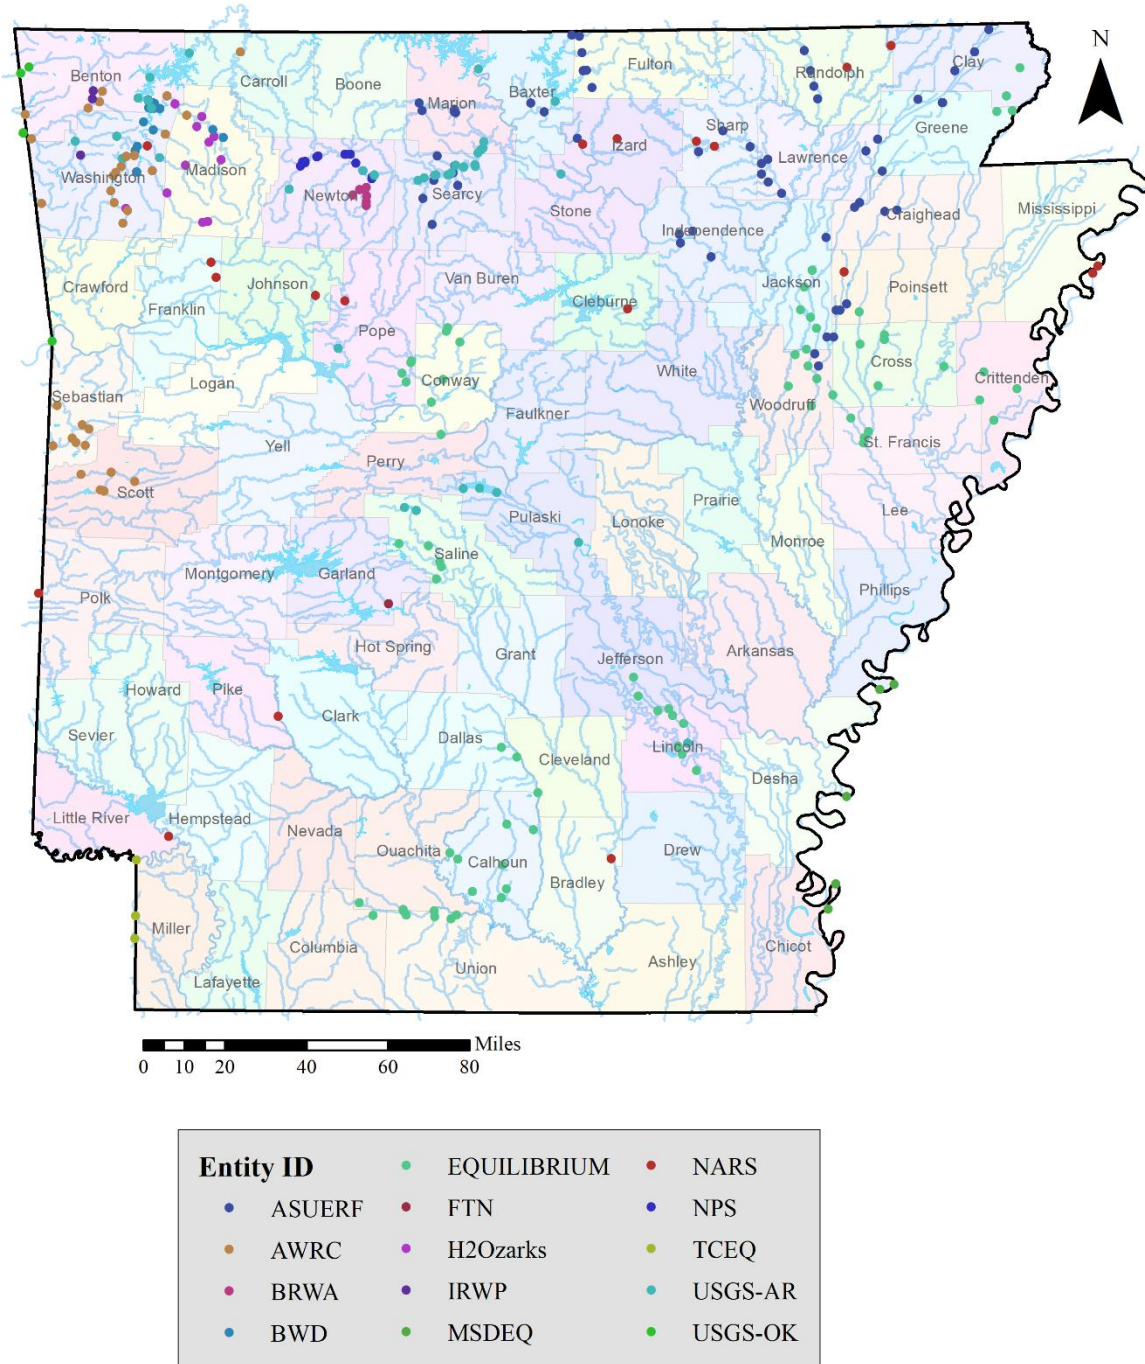 N
Benton
Carroll
Boone
Marion
Baxter
Fulton
Randolph
Clay
Sharp
Greene
Izard
Lawrence
Washington
Madison
Newton
Searcy
Stone
Independence
Craighead
Mississippi
Crawford
Franklin
Johnson
Van Buren
Cleburne
Jackson
Poinsett
Pope
Sebastian
Logan
Conway
White
Cross
Crittenden
Faulkner
Woodruff
St. Francis
Yell
Perry
Scott
Prairie
Pulaski
Lonoke
Lee
Saline
Monroe
Montgomery
Garland
Polk
Phillips
Hot Spring
Grant
Jefferson
Arkansas
Howard
Pike
Clark
Sevier
Dallas
Cleveland
Lincoln
Desha
Little River
Hempstead
Nevada
Ouachita
Calhoun
Drew
Bradley
Miller
Columbia
Chicot
Union
Ashley
Lafayette
Miles
0 10 20 40 60 80
Entity ID
ASUERF
AWRC
BRWA
BWD
EQUILIBRIUM
FTN
H2Ozarks
IRWP
MSDEQ
NARS
NPS
TCEQ
USGS-AR
USGS-OK